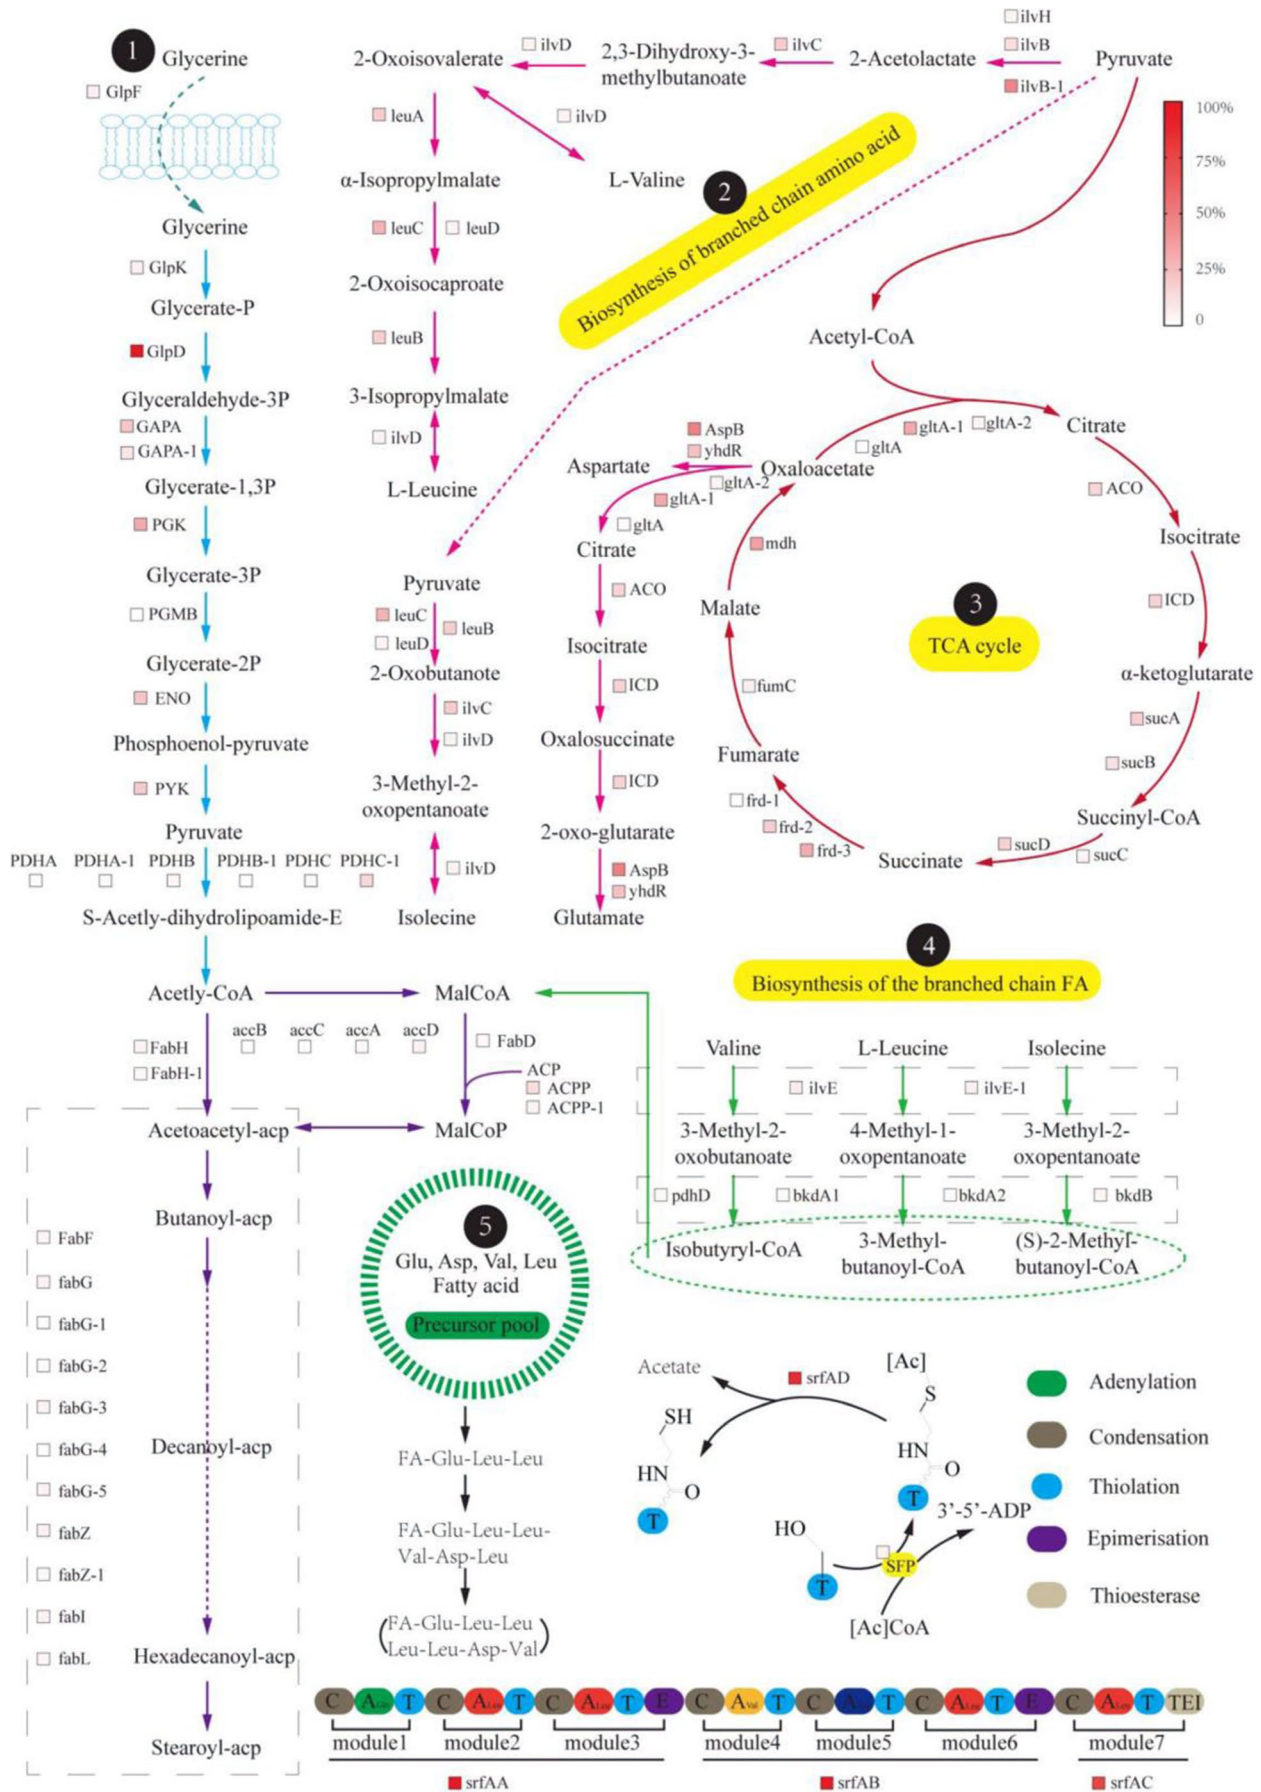 1
Glycerine
GlpF
Glycerine
GlpK
Glycerate-P
GlpD
Glyceraldehyde-3P
GAPA
GAPA-1
Glycerate-1,3P
PGK
Glycerate-3P
PGMB
Glycerate-2P
ENO
Phosphoenol-pyruvate
PYK
Pyruvate
PDHA PDHA-1 PDHB PDHB-1 PDHC PDHC-1
S-Acetly-dihydrolipoamide-E
2-Oxoisovalerate
ilvD
2,3-Dihydroxy-3-
methylbutanoate
ilvC
2-Acetolactate
ilvH
ilvB
ilvB-1
Pyruvate
leuA
ilvD
L-Valine
α-Isopropylmalate
leuC leuD
2-Oxoisocaproate
leuB
3-Isopropylmalate
ilvD
L-Leucine
2
Biosynthesis of branched chain amino acid
100%
75%
50%
25%
0
Pyruvate
leuC
leuB
leuD
2-Oxobutanote
ilvC
ilvD
3-Methyl-2-
oxopentanoate
ilvD
Isolecine
AspB
yhdR
Aspartate
gltA-2
gltA-1
gltA
Citrate
ACO
Isocitrate
ICD
Oxalosuccinate
ICD
2-oxo-glutarate
AspB
yhdR
Glutamate
Acetyl-CoA
Oxaloacetate
gltA
gltA-1
gltA-2
Citrate
ACO
Isocitrate
ICD
α-ketoglutarate
sucA
sucB
Succinyl-CoA
sucD
sucC
Succinate
frd-1
frd-2
frd-3
Fumarate
fumC
Malate
mdh
3
TCA cycle
Acetly-CoA
MalCoA
FabH
FabH-1
accB accC accA accD
FabD
ACP
ACPP
ACPP-1
Acetoacetyl-acp
MalCoP
Butanoyl-acp
FabF
fabG
fabG-1
fabG-2
fabG-3
fabG-4
fabG-5
fabZ
fabZ-1
fabI
fabL
Decanoyl-acp
Hexadecanoyl-acp
Stearoyl-acp
4
Biosynthesis of the branched chain FA
Valine L-Leucine Isolecine
ilvE ilvE-1
3-Methyl-2-
oxobutanoate
4-Methyl-1-
oxopentanoate
3-Methyl-2-
oxopentanoate
pdhD bkdA1 bkdA2 bkdB
Isobutyryl-CoA
3-Methyl-
butanoyl-CoA
(S)-2-Methyl-
butanoyl-CoA
5
Glu, Asp, Val, Leu
Fatty acid
Precursor pool
FA-Glu-Leu-Leu
FA-Glu-Leu-Leu-
Val-Asp-Leu
(FA-Glu-Leu-Leu
Leu-Leu-Asp-Val)
Acetate
srfAD
[Ac]
S
HN
O
T
SH
HN
O
T
HO
T
SFP
3’-5’-ADP
[Ac]CoA
Adenylation
Condensation
Thiolation
Epimerisation
Thioesterase
C A Glu T C A Leu T C A Leu T E C A Val T C A T C A Leu T E C A Leu T TEI
module1 module2 module3 module4 module5 module6 module7
srfAA srfAB srfAC